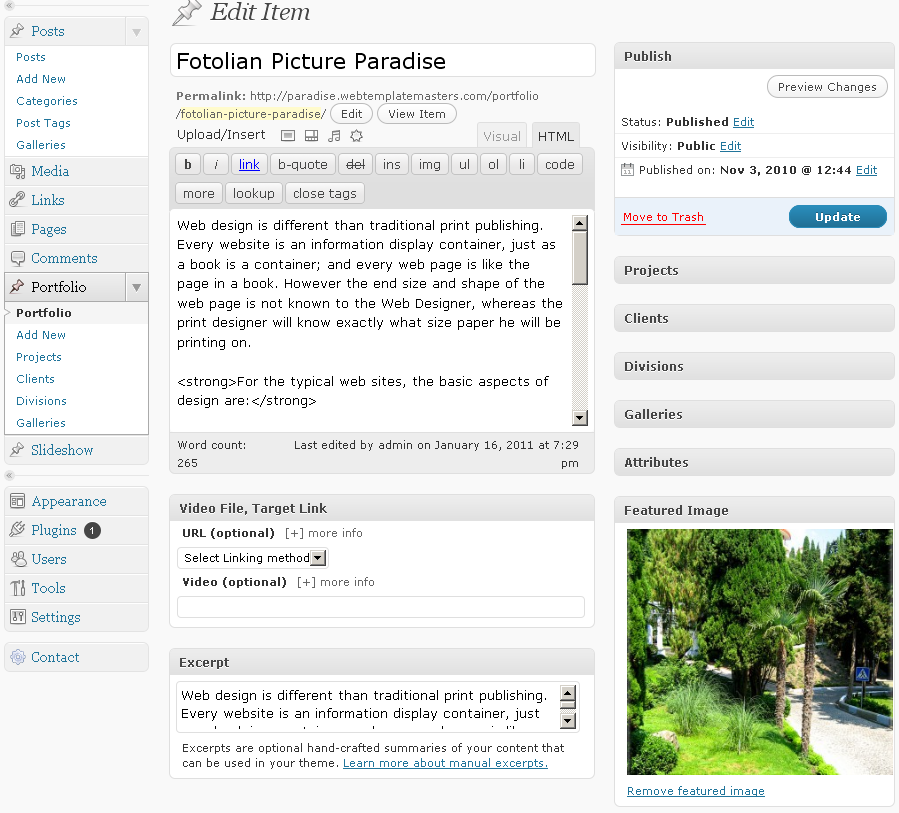 Posts
Posts
Add New
Categories
Post Tags
Galleries
Media
Links
Pages
Comments
Portfolio
Portfolio
Add New
Projects
Clients
Divisions
Galleries
Slideshow
Appearance
Plugins 1
Users
Tools
Settings
Contact
Edit Item
Fotolian Picture Paradise
Permalink: http://paradise.webtemplatemasters.com/portfolio
/fotolian-picture-paradise/ Edit View Item
Upload/Insert Visual HTML
b i link b-quote del ins img ul ol li code
more lookup close tags
Web design is different than traditional print publishing.
Every website is an information display container, just as
a book is a container; and every web page is like the
page in a book. However the end size and shape of the
web page is not known to the Web Designer, whereas the
print designer will know exactly what size paper he will be
printing on.
<strong>For the typical web sites, the basic aspects of
design are:</strong>
Word count: Last edited by admin on January 16, 2011 at 7:29
265 pm
Video File, Target Link
URL (optional) [+] more info
Select Linking method
Video (optional) [+] more info
Excerpt
Web design is different than traditional print publishing.
Every website is an information display container, just
Excerpts are optional hand-crafted summaries of your content that
can be used in your theme. Learn more about manual excerpts.
Publish
Preview Changes
Status: Published Edit
Visibility: Public Edit
Published on: Nov 3, 2010 @ 12:44 Edit
Move to Trash Update
Projects
Clients
Divisions
Galleries
Attributes
Featured Image
Remove featured image